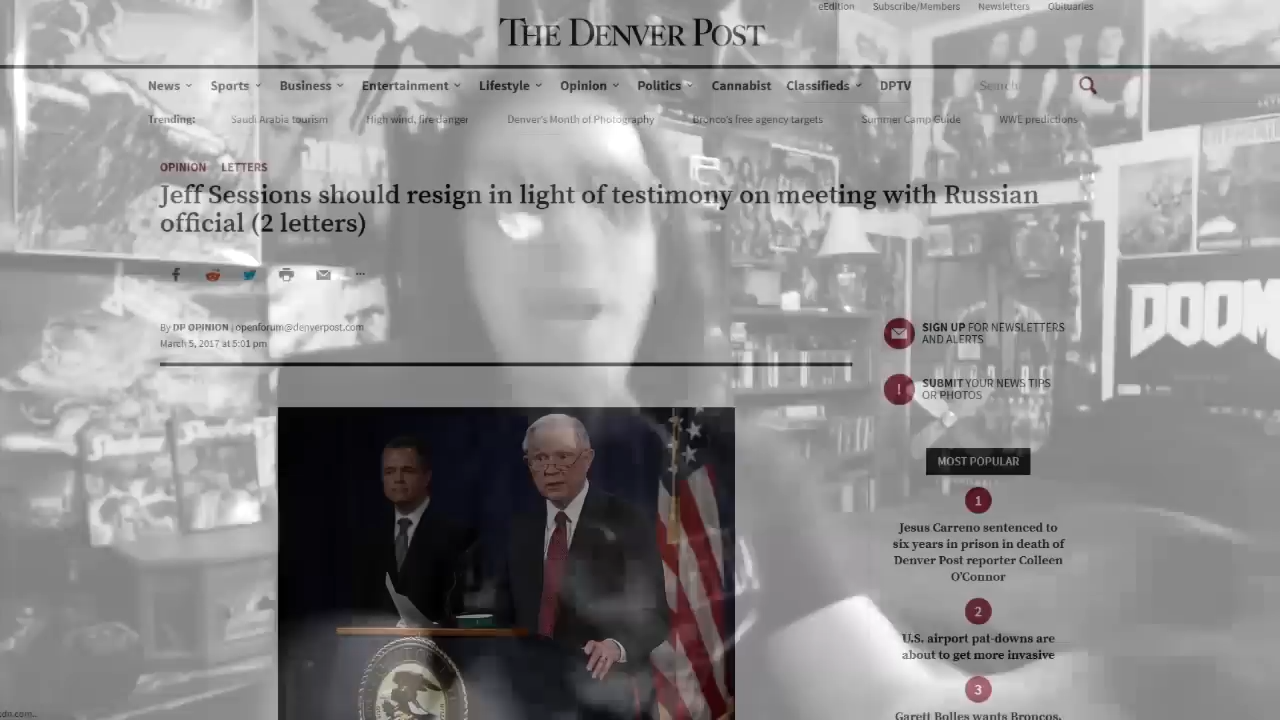 eEdition Subscribe/Members Newsletters Obituaries
THE DENVER POST
News Sports Business Entertainment Lifestyle Opinion Politics Cannabist Classifieds DPTV Search
Trending: Saudi Arabia tourism High wind, fire danger Denver's Month of Photography Bronco's free agency targets Summer Camp Guide WWE predictions
OPINION LETTERS
Jeff Sessions should resign in light of testimony on meeting with Russian
official (2 letters)
By DP OPINION | openforum@denverpost.com
March 5, 2017 at 5:01 pm
SIGN UP FOR NEWSLETTERS
AND ALERTS
SUBMIT YOUR NEWS TIPS
OR PHOTOS
DOOM
MOST POPULAR
1
Jesus Carreno sentenced to
six years in prison in death of
Denver Post reporter Colleen
O'Connor
2
U.S. airport pat-downs are
about to get more invasive
3
Garett Bolles wants Broncos,